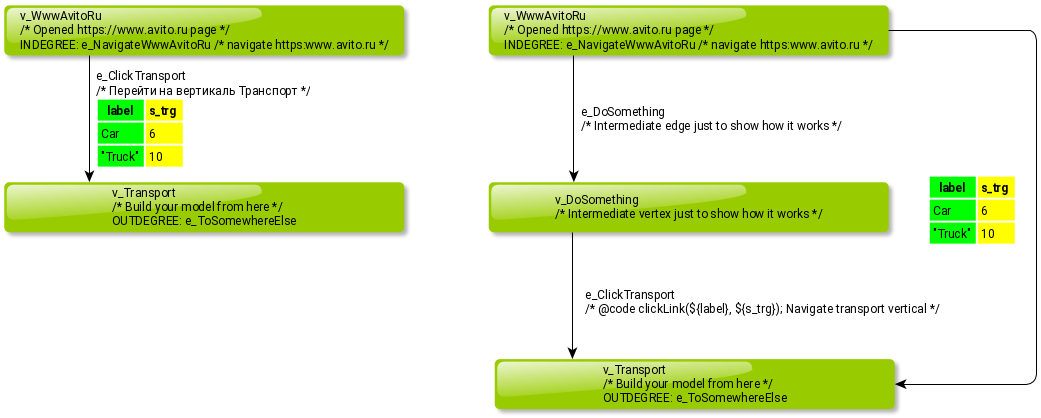 v_WwwAvitoRu
/* Opened https://www.avito.ru page */
INDEGREE: e_NavigateWwwAvitoRu /* navigate https:www.avito.ru */
e_ClickTransport
/* Перейти на вертикаль Транспорт */
label s_trg
Car 6
"Truck" 10
v_Transport
/* Build your model from here */
OUTDEGREE: e_ToSomewhereElse
v_WwwAvitoRu
/* Opened https://www.avito.ru page */
INDEGREE: e_NavigateWwwAvitoRu /* navigate https:www.avito.ru */
e_DoSomething
/* Intermediate edge just to show how it works */
v_DoSomething
/* Intermediate vertex just to show how it works */
label s_trg
Car 6
"Truck" 10
e_ClickTransport
/* @code clickLink(${label}, ${s_trg}); Navigate transport vertical */
v_Transport
/* Build your model from here */
OUTDEGREE: e_ToSomewhereElse